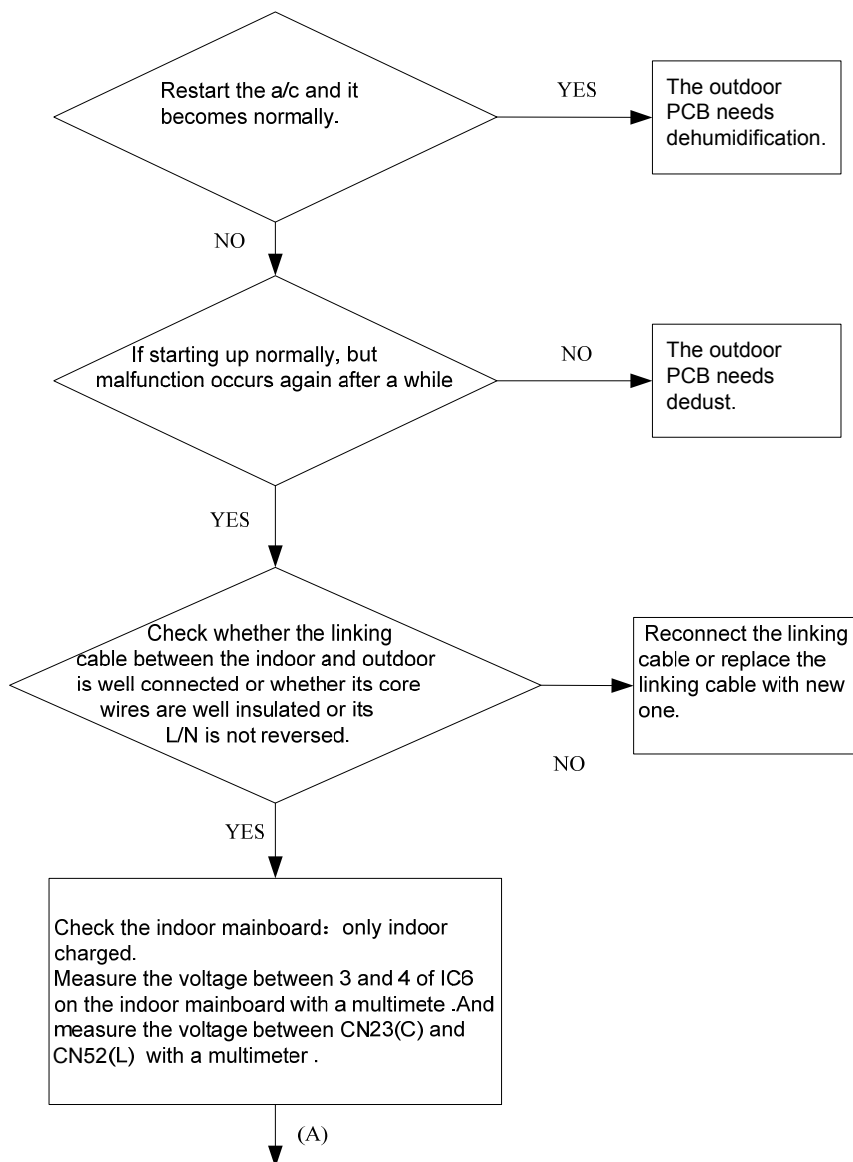 Restart the a/c and it
becomes normally.
YES
The outdoor
PCB needs
dehumidification.
NO
If starting up normally, but
malfunction occurs again after a while
NO
The outdoor
PCB needs
dedust.
YES
Check whether the linking
cable between the indoor and outdoor
is well connected or whether its core
wires are well insulated or its
L/N is not reversed.
NO
Reconnect the linking
cable or replace the
linking cable with new
one.
YES
Check the indoor mainboard：only indoor
charged.
Measure the voltage between 3 and 4 of IC6
on the indoor mainboard with a multimete .And
measure the voltage between CN23(C) and
CN52(L) with a multimeter .
(A)